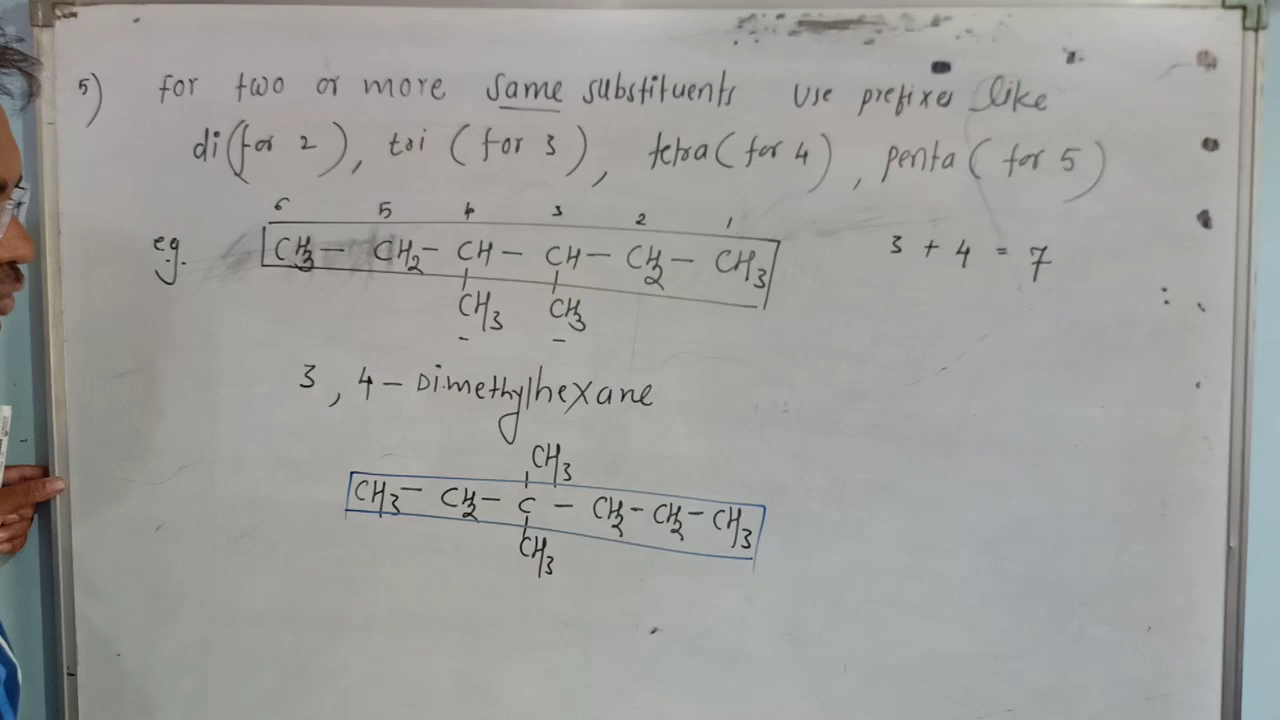 5) for two or more same substituents use prefixes like
di(for 2), tri (for 3), tetra (for 4), penta (for 5)
6 5 4 3 2 1
e.g. CH3 – CH2 – CH – CH – CH2 – CH3 3 + 4 = 7
CH3 CH3
3, 4 – Dimethylhexane
CH3
CH3 – CH2 – C – CH2 – CH2 – CH3
CH3